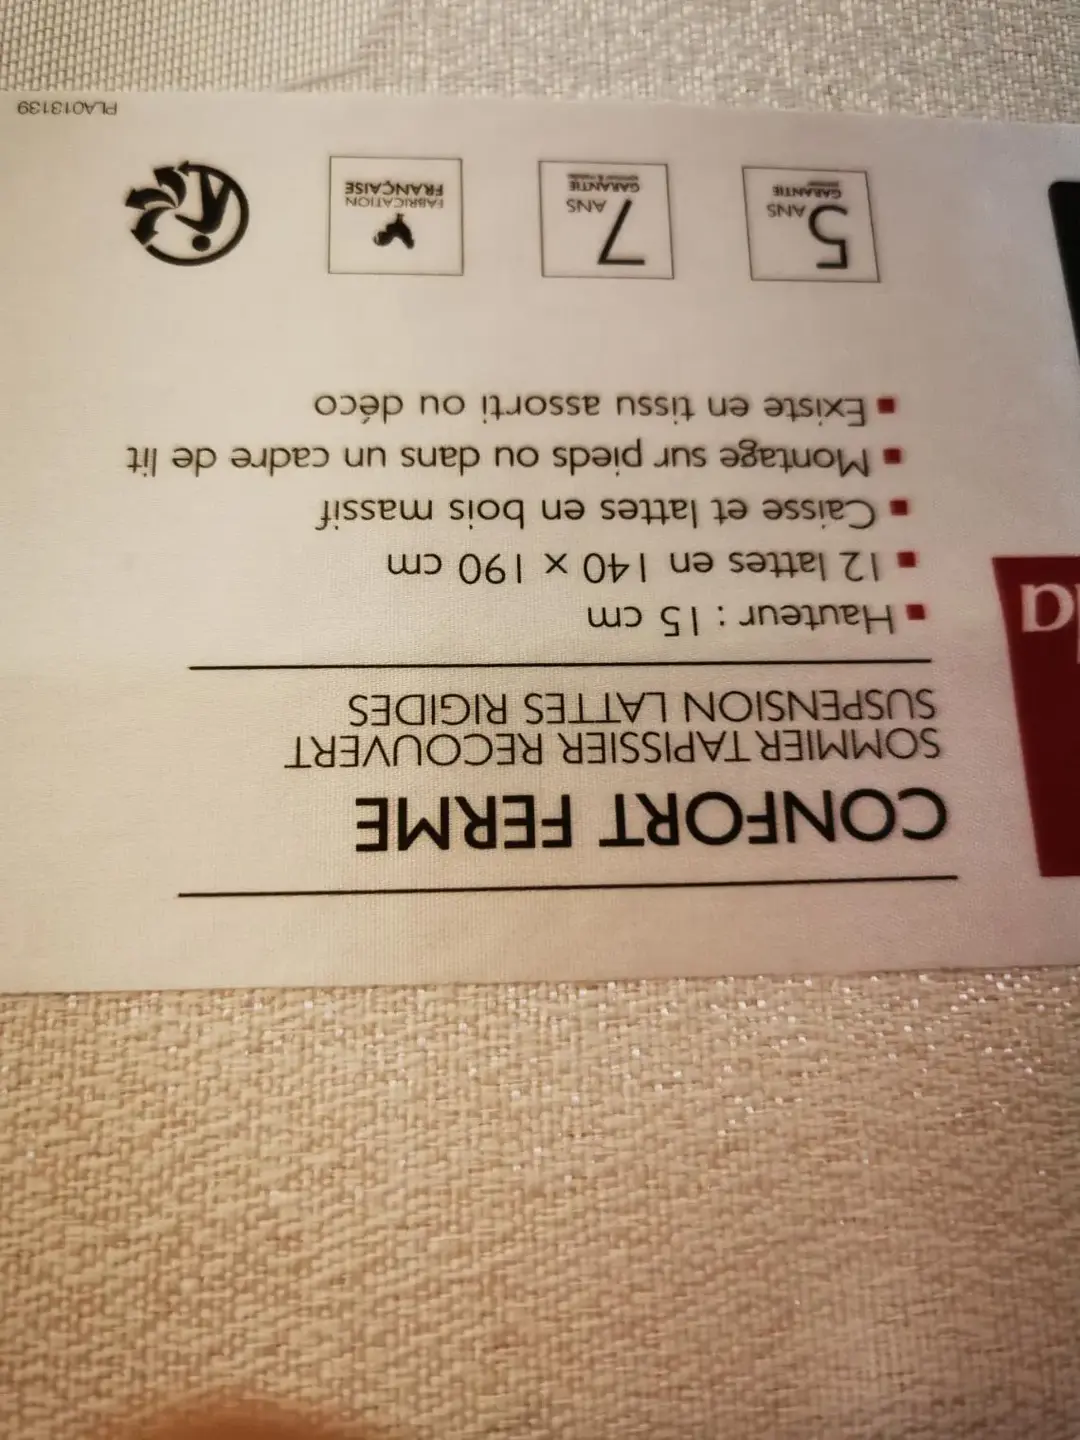 CONFORT FERME
SOMMIER TAPISSIER RECOUVERT
SUSPENSION LATTES RIGIDES
Hauteur : 15 cm
12 lattes en 140 x 190 cm
Caisse et lattes en bois massif
Montage sur pieds ou dans un cadre de lit
Existe en tissu assorti ou déco
5 ANS
GARANTIE
7 ANS
GARANTIE
FABRICATION
FRANÇAISE
PLA013139